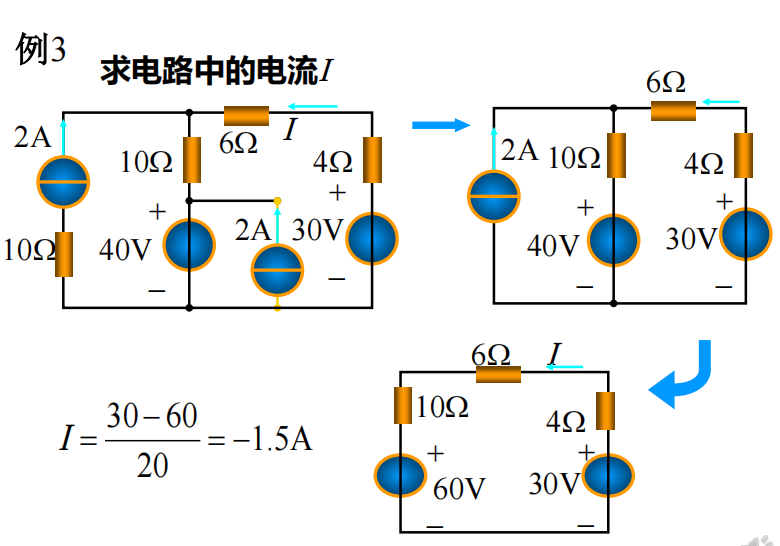 例3
求电路中的电流I
2A
10Ω
10Ω
+
40V
−
6Ω
I
2A
4Ω
+
30V
−
2A
10Ω
+
40V
−
6Ω
4Ω
+
30V
−
I = (30−60)/20 = −1.5A
6Ω
I
10Ω
+
60V
−
4Ω
+
30V
−